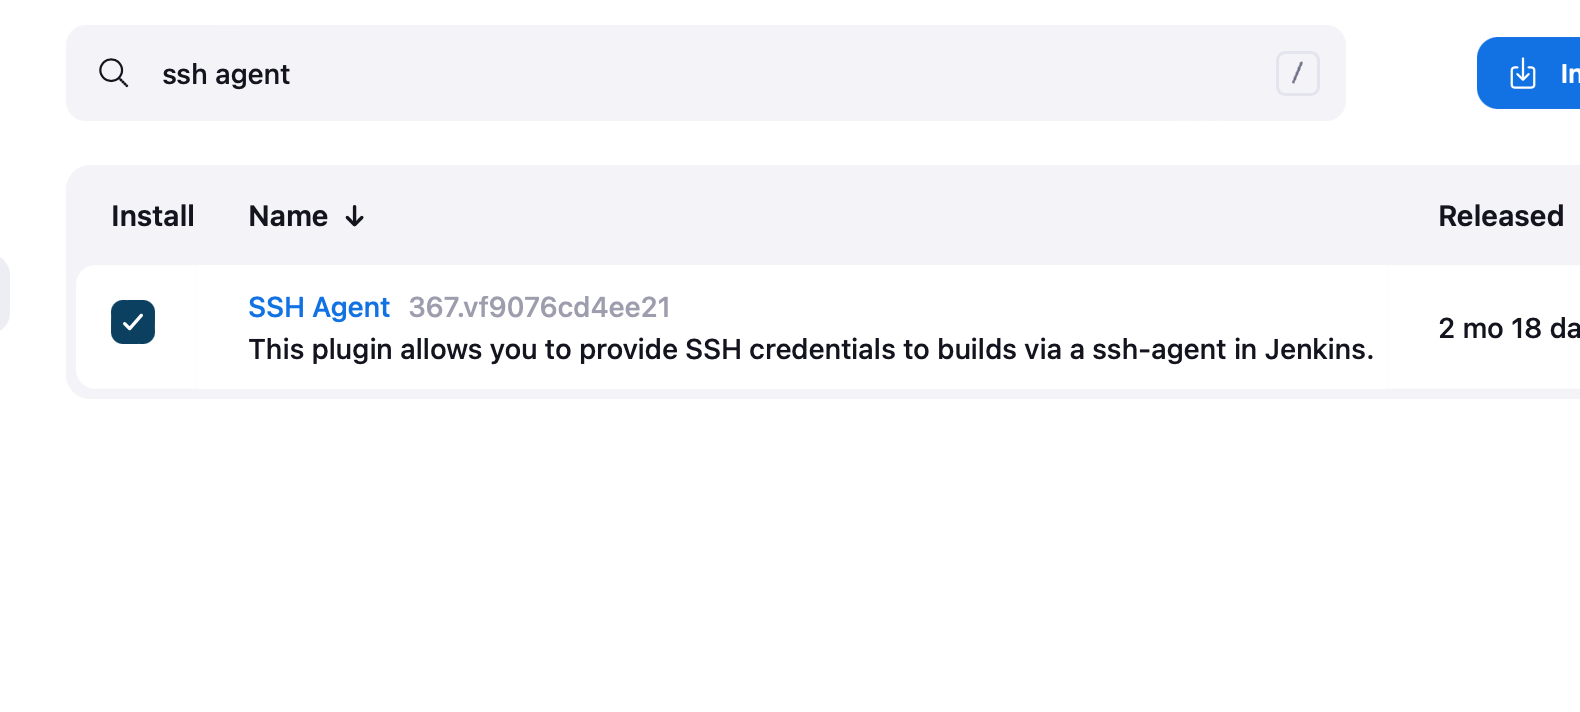 ssh agent /
In
Install Name ↓ Released
SSH Agent 367.vf9076cd4ee21
This plugin allows you to provide SSH credentials to builds via a ssh-agent in Jenkins.
2 mo 18 da